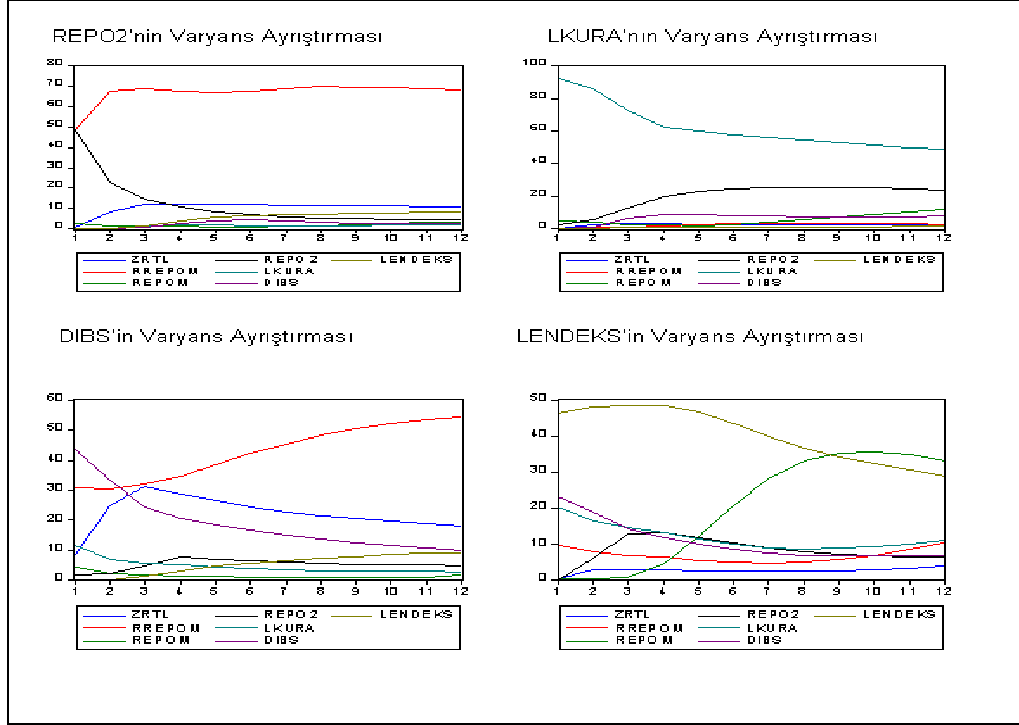 REPO2'nin Varyans Ayrıştırması
80
70
60
50
40
30
20
10
0
1 2 3 4 5 6 7 8 9 10 11 12
ZRTL REPO2 LENDEKS
RREPOM LKURA
REPOM DIBS
LKURA'nın Varyans Ayrıştırması
100
80
60
40
20
0
1 2 3 4 5 6 7 8 9 10 11 12
ZRTL REPO2 LENDEKS
RREPOM LKURA
REPOM DIBS
DIBS'in Varyans Ayrıştırması
60
50
40
30
20
10
0
1 2 3 4 5 6 7 8 9 10 11 12
ZRTL REPO2 LENDEKS
RREPOM LKURA
REPOM DIBS
LENDEKS'in Varyans Ayrıştırması
50
40
30
20
10
0
1 2 3 4 5 6 7 8 9 10 11 12
ZRTL REPO2 LENDEKS
RREPOM LKURA
REPOM DIBS